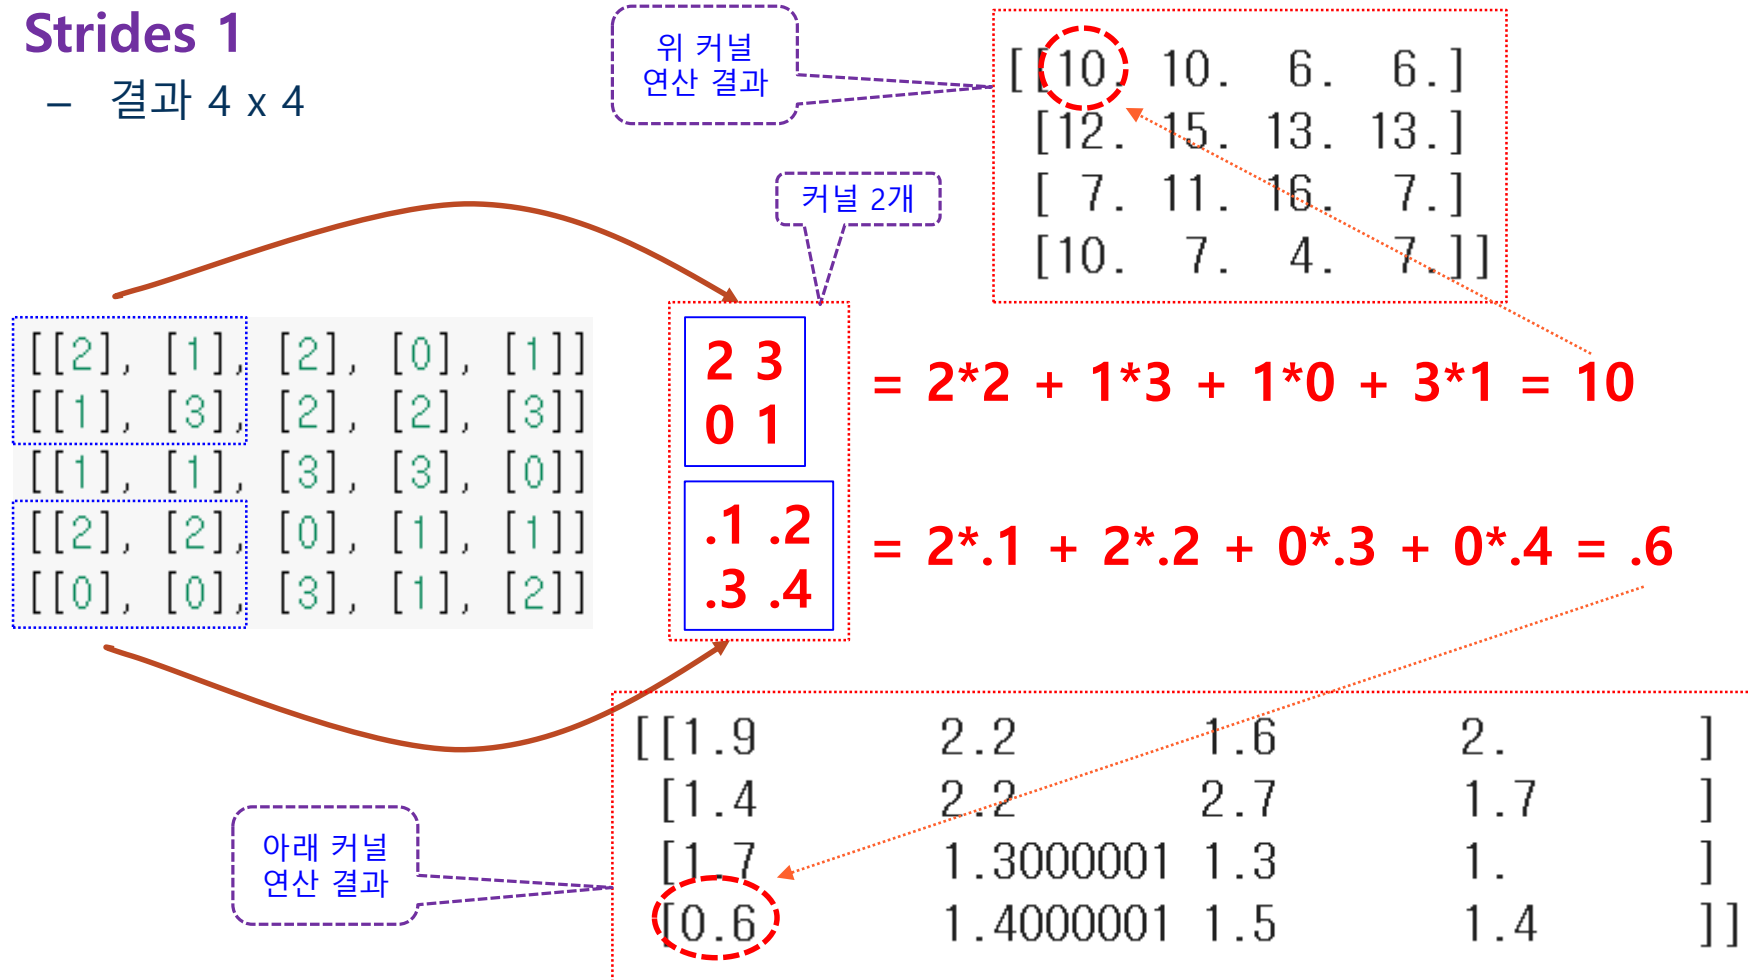 Strides 1
– 결과 4 x 4
위 커널
연산 결과
[[10. 10. 6. 6.]
[12. 15. 13. 13.]
[ 7. 11. 16. 7.]
[10. 7. 4. 7.]]
커널 2개
[[2], [1], [2], [0], [1]]
[[1], [3], [2], [2], [3]]
[[1], [1], [3], [3], [0]]
[[2], [2], [0], [1], [1]]
[[0], [0], [3], [1], [2]]
2 3
0 1
= 2*2 + 1*3 + 1*0 + 3*1 = 10
.1 .2
.3 .4
= 2*.1 + 2*.2 + 0*.3 + 0*.4 = .6
아래 커널
연산 결과
[[1.9 2.2 1.6 2. ]
[1.4 2.2 2.7 1.7 ]
[1.7 1.3000001 1.3 1. ]
[0.6 1.4000001 1.5 1.4 ]]